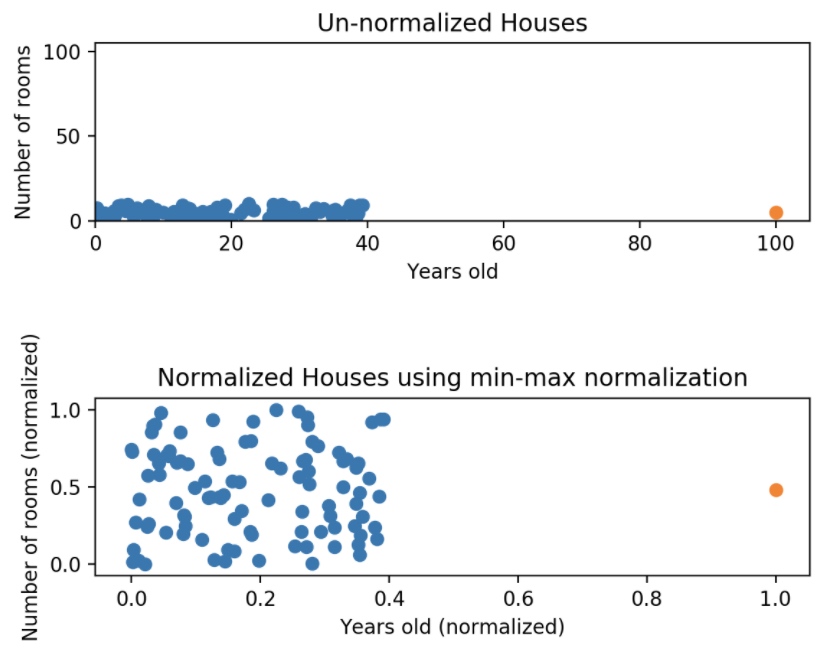 Un-normalized Houses
Number of rooms
100
50
0
0 20 40 60 80 100
Years old
Normalized Houses using min-max normalization
Number of rooms (normalized)
1.0
0.5
0.0
0.0 0.2 0.4 0.6 0.8 1.0
Years old (normalized)